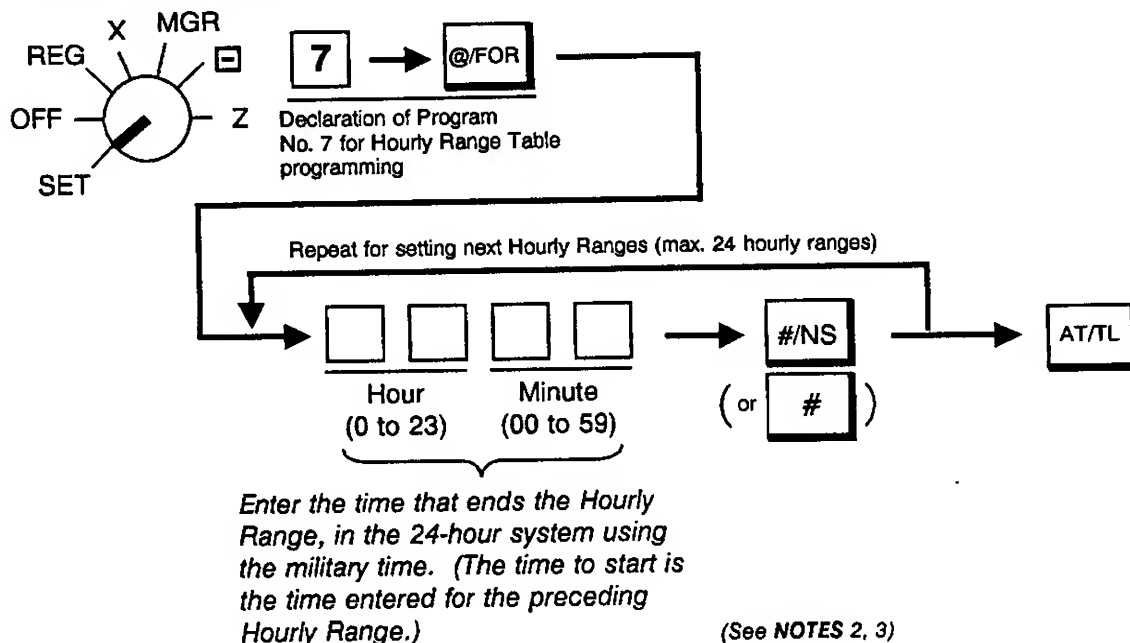 MGR
X
REG
OFF
SET
⊟
Z
7
@/FOR
Declaration of Program
No. 7 for Hourly Range Table
programming
Repeat for setting next Hourly Ranges (max. 24 hourly ranges)
#/NS
AT/TL
Hour
(0 to 23)
Minute
(00 to 59)
( or # )
Enter the time that ends the Hourly
Range, in the 24-hour system using
the military time. (The time to start is
the time entered for the preceding
Hourly Range.)
(See NOTES 2, 3)